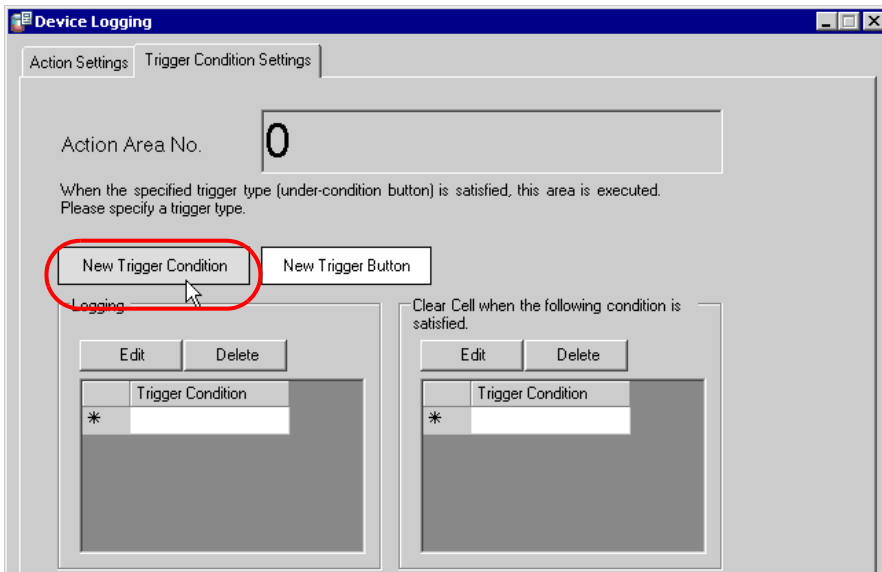 Device Logging
Action Settings
Trigger Condition Settings
Action Area No.
0
When the specified trigger type (under-condition button) is satisfied, this area is executed.
Please specify a trigger type.
New Trigger Condition
New Trigger Button
Logging
Edit
Delete
Trigger Condition
*
Clear Cell when the following condition is
satisfied.
Edit
Delete
Trigger Condition
*